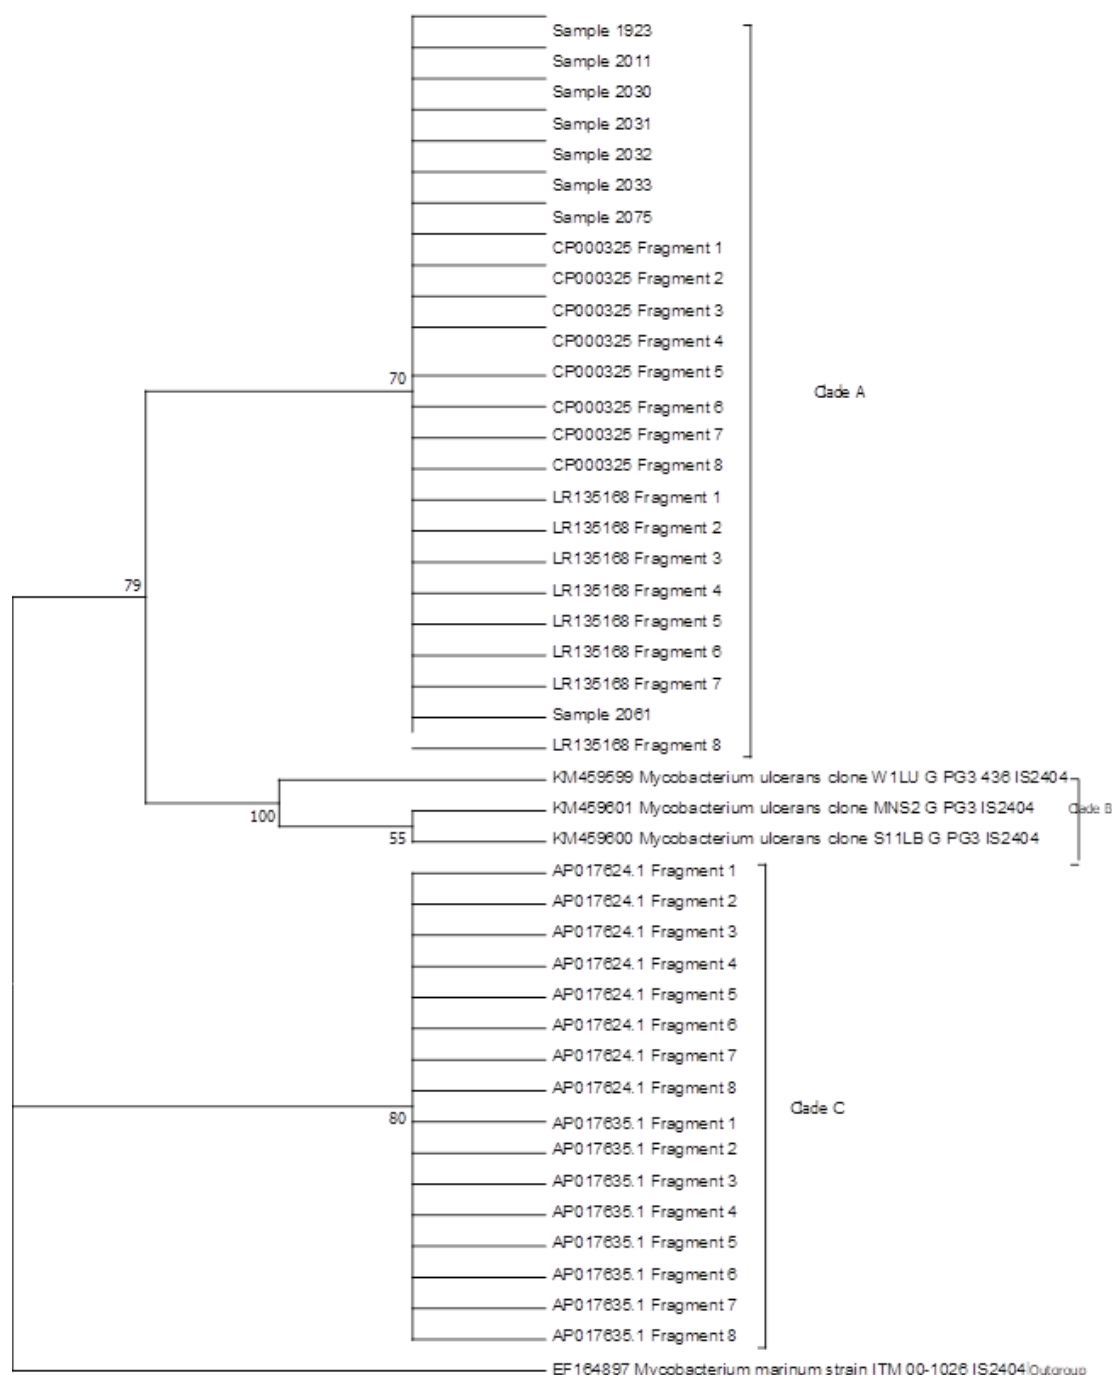 Sample 1923
Sample 2011
Sample 2030
Sample 2031
Sample 2032
Sample 2033
Sample 2075
CP000325 Fragment 1
CP000325 Fragment 2
CP000325 Fragment 3
CP000325 Fragment 4
CP000325 Fragment 5
70
Clade A
CP000325 Fragment 6
CP000325 Fragment 7
CP000325 Fragment 8
LR135168 Fragment 1
LR135168 Fragment 2
LR135168 Fragment 3
79
LR135168 Fragment 4
LR135168 Fragment 5
LR135168 Fragment 6
LR135168 Fragment 7
Sample 2061
LR135168 Fragment 8
KM459599 Mycobacterium ulcerans clone W1LU G PG3 436 IS2404
KM459601 Mycobacterium ulcerans clone MNS2 G PG3 IS2404
Clade B
100
55
KM459600 Mycobacterium ulcerans clone S11LB G PG3 IS2404
AP017624.1 Fragment 1
AP017624.1 Fragment 2
AP017624.1 Fragment 3
AP017624.1 Fragment 4
AP017624.1 Fragment 5
AP017624.1 Fragment 6
AP017624.1 Fragment 7
AP017624.1 Fragment 8
Clade C
80
AP017635.1 Fragment 1
AP017635.1 Fragment 2
AP017635.1 Fragment 3
AP017635.1 Fragment 4
AP017635.1 Fragment 5
AP017635.1 Fragment 6
AP017635.1 Fragment 7
AP017635.1 Fragment 8
EF164897 Mycobacterium marinum strain ITM 00-1026 IS2404 Outgroup